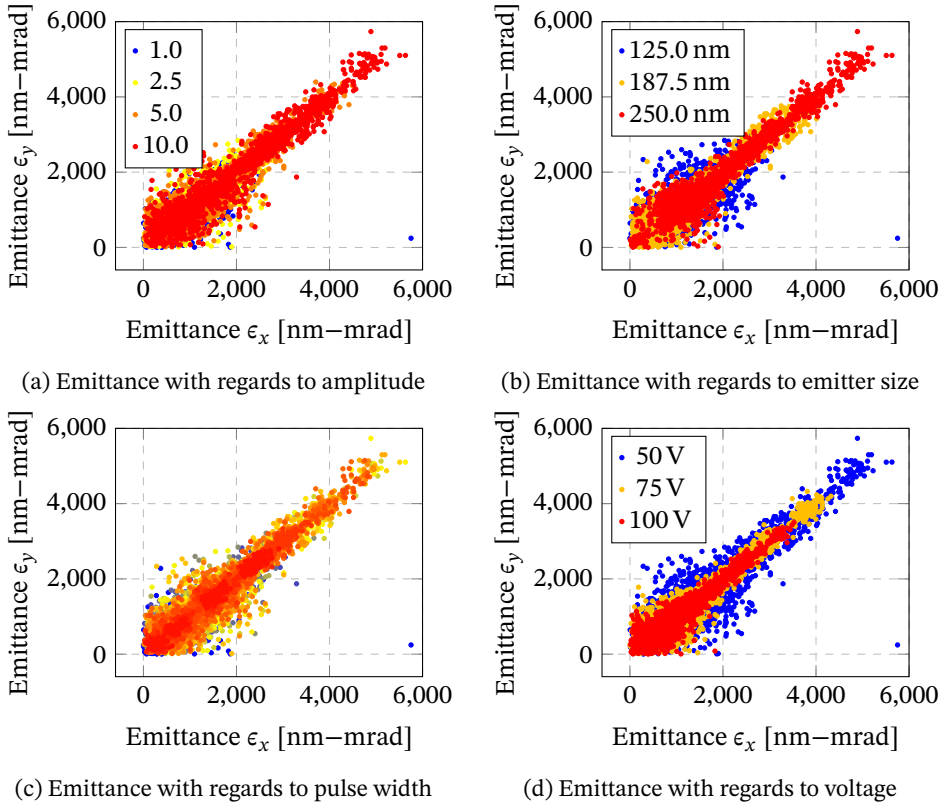 6,000
4,000
2,000
0
Emittance ϵy [nm−mrad]
1.0
2.5
5.0
10.0
0 2,000 4,000 6,000
Emittance ϵx [nm−mrad]
(a) Emittance with regards to amplitude
6,000
4,000
2,000
0
Emittance ϵy [nm−mrad]
125.0 nm
187.5 nm
250.0 nm
0 2,000 4,000 6,000
Emittance ϵx [nm−mrad]
(b) Emittance with regards to emitter size
6,000
4,000
2,000
0
Emittance ϵy [nm−mrad]
0 2,000 4,000 6,000
Emittance ϵx [nm−mrad]
(c) Emittance with regards to pulse width
6,000
4,000
2,000
0
Emittance ϵy [nm−mrad]
50 V
75 V
100 V
0 2,000 4,000 6,000
Emittance ϵx [nm−mrad]
(d) Emittance with regards to voltage